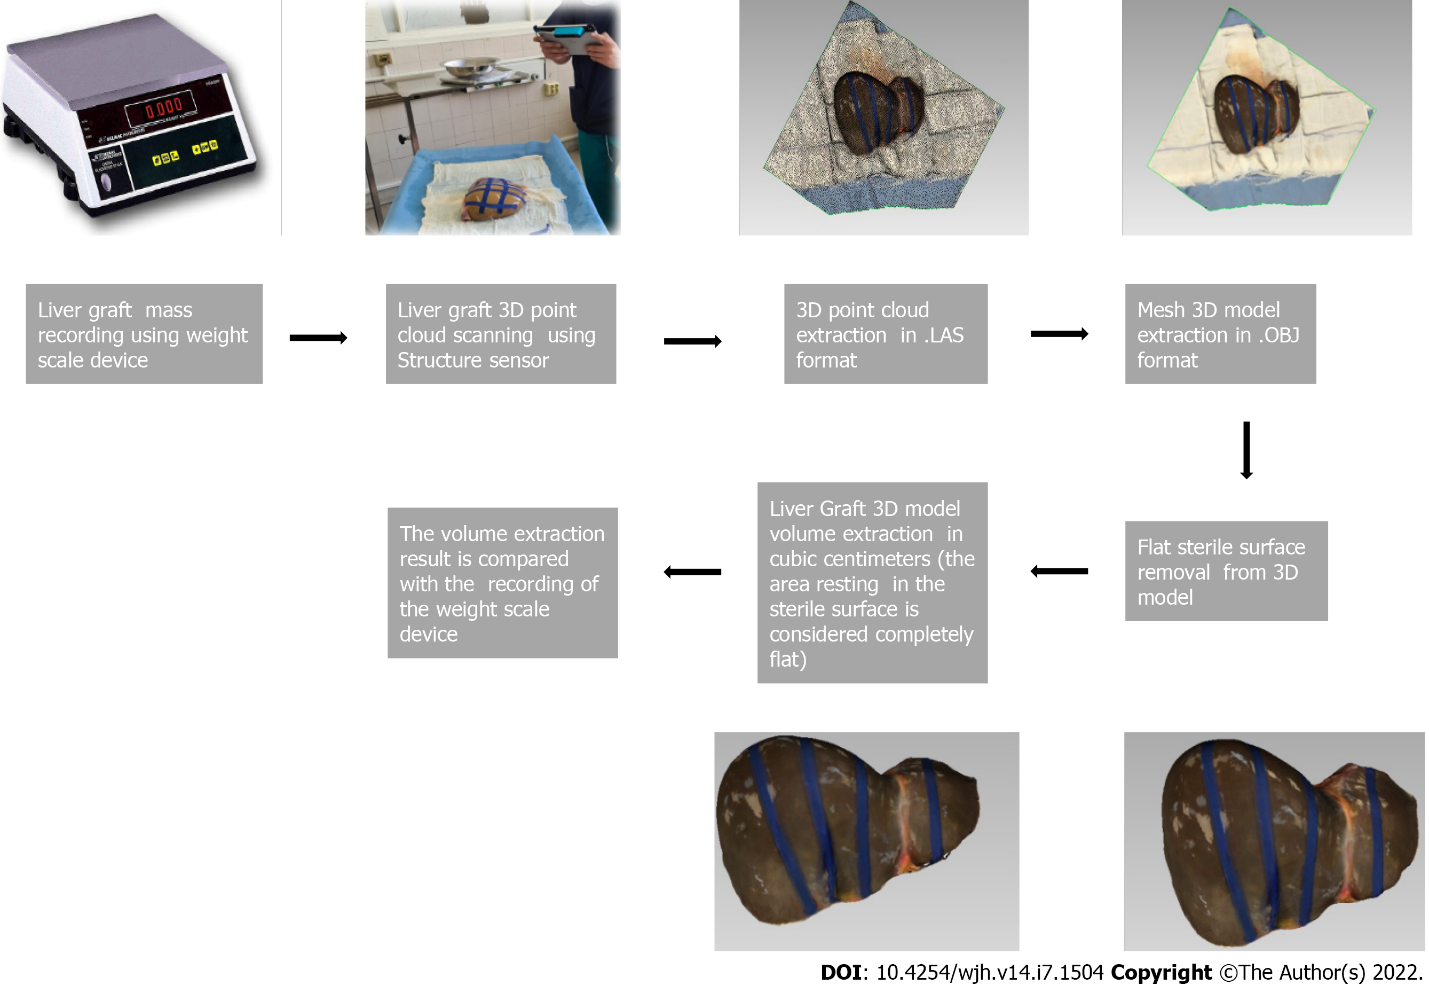 0.000
Liver graft mass
recording using weight
scale device
Liver graft 3D point
cloud scanning using
Structure sensor
3D point cloud
extraction in .LAS
format
Mesh 3D model
extraction in .OBJ
format
Flat sterile surface
removal from 3D
model
Liver Graft 3D model
volume extraction in
cubic centimeters (the
area resting in the
sterile surface is
considered completely
flat)
The volume extraction
result is compared
with the recording of
the weight scale
device
DOI: 10.4254/wjh.v14.i7.1504 Copyright ©The Author(s) 2022.